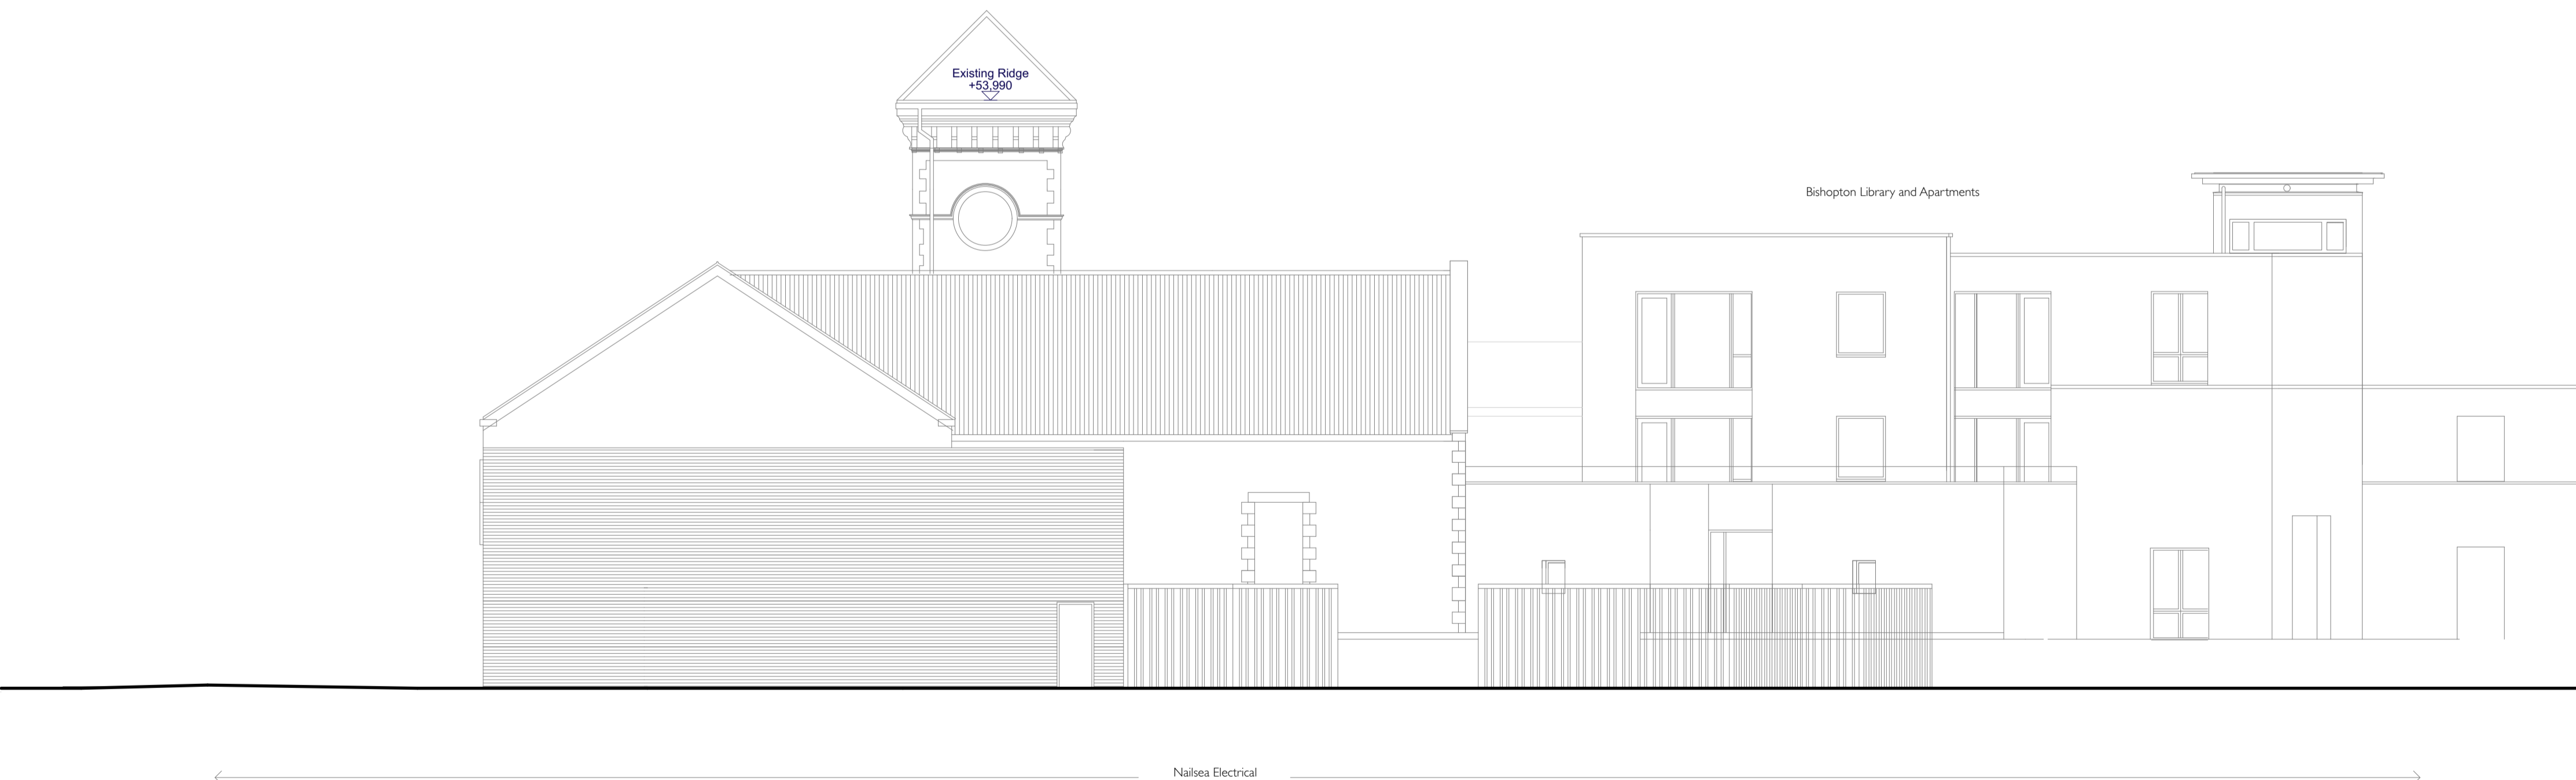 Existing Ridge
+53,990
Bishopton Library and Apartments
Nailsea Electrical